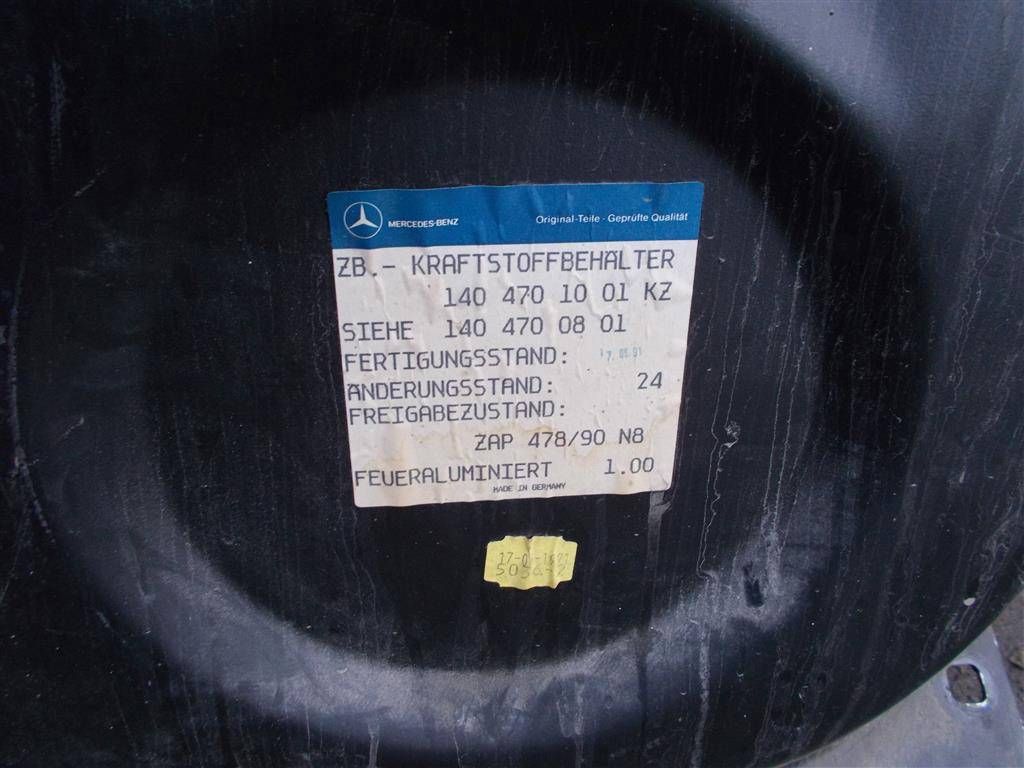 MERCEDES-BENZ Original-Teile · Geprüfte Qualität
ZB.- KRAFTSTOFFBEHÄLTER
140 470 10 01 KZ
SIEHE 140 470 08 01
FERTIGUNGSSTAND:
ÄNDERUNGSSTAND: 24
FREIGABEZUSTAND:
ZAP 478/90 N8
FEUERALUMINIERT 1.00
MADE IN GERMANY